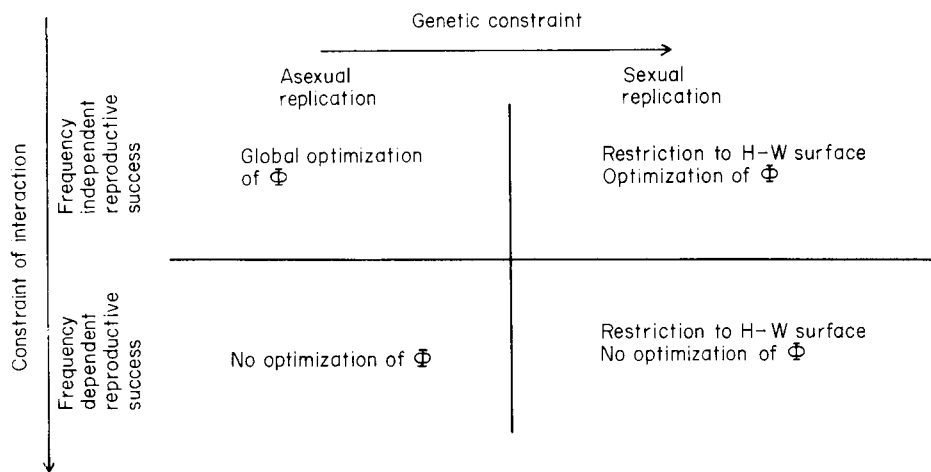 Genetic constraint
Asexual
replication
Sexual
replication
Constraint of interaction
Frequency
independent
reproductive
success
Global optimization
of Φ
Restriction to H-W surface
Optimization of Φ
Frequency
dependent
reproductive
success
No optimization of Φ
Restriction to H-W surface
No optimization of Φ